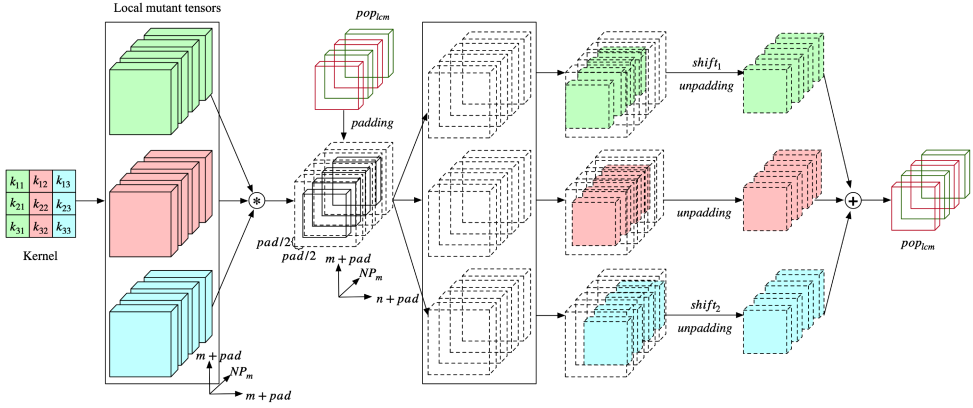 Local mutant tensors
pop_lcm
padding
shift_1
unpadding
k_11 k_12 k_13
k_21 k_22 k_23
k_31 k_32 k_33
Kernel
*
unpadding
+
pop_lcm
pad/2
pad/2
m + pad
NP_m
n + pad
shift_2
unpadding
m + pad
NP_m
m + pad